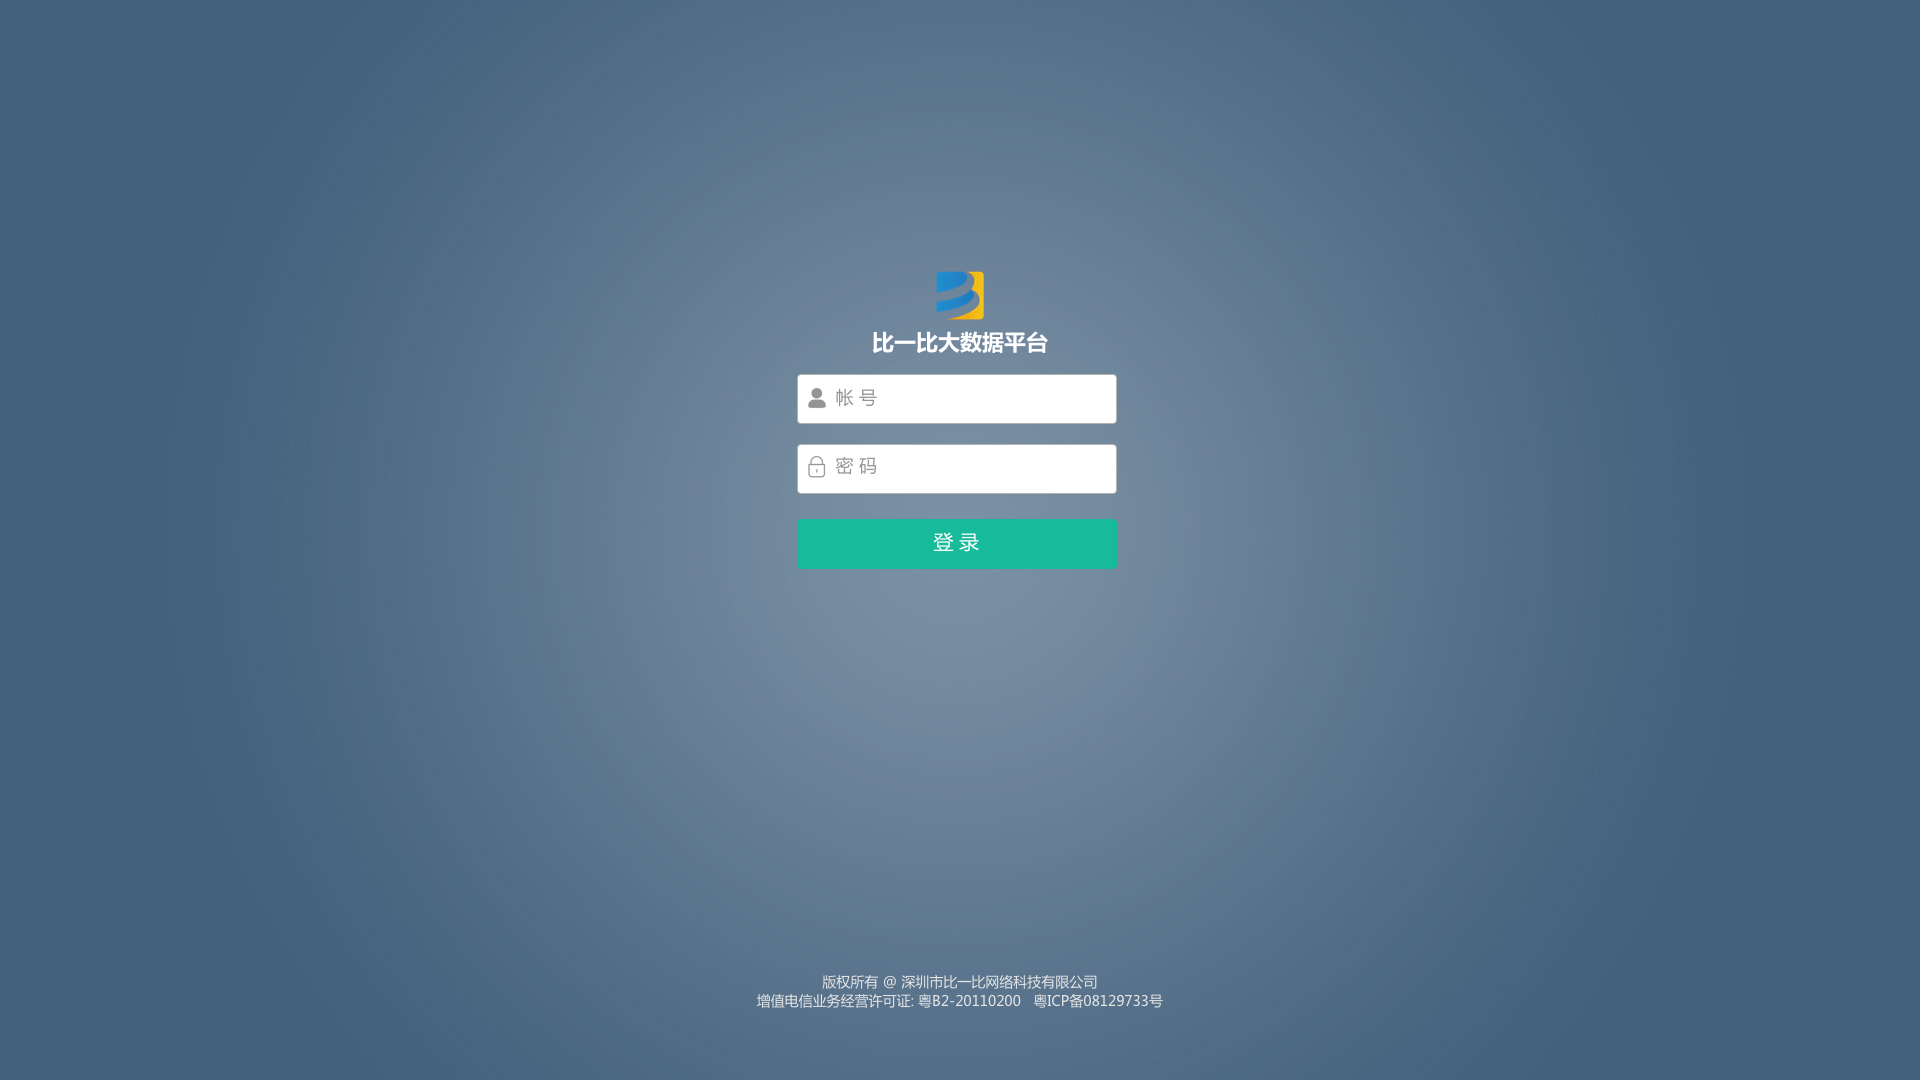 比一比大数据平台
帐 号
密 码
登 录
版权所有 @ 深圳市比一比网络科技有限公司
增值电信业务经营许可证: 粤B2-20110200 粤ICP备08129733号